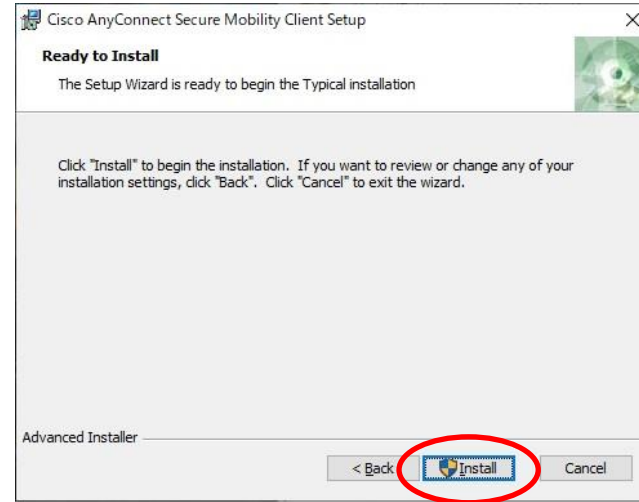 Cisco AnyConnect Secure Mobility Client Setup
Ready to Install
The Setup Wizard is ready to begin the Typical installation
Click "Install" to begin the installation. If you want to review or change any of your
installation settings, click "Back". Click "Cancel" to exit the wizard.
Advanced Installer
< Back
Install
Cancel